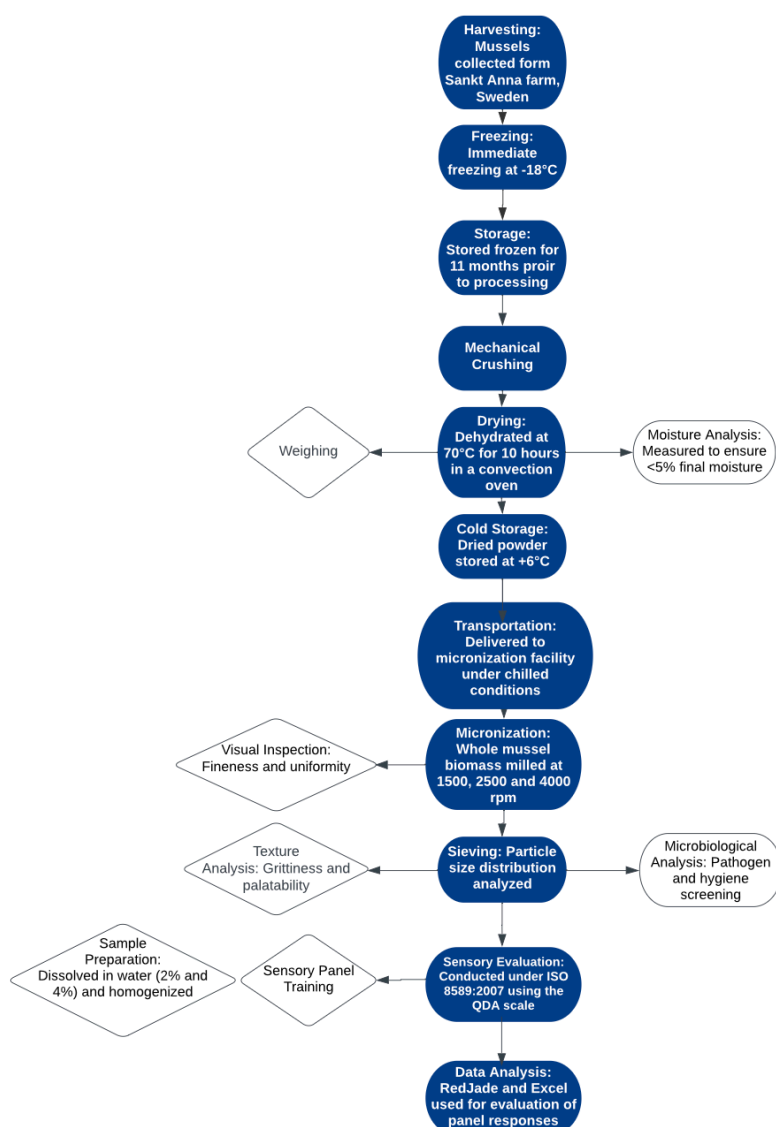 Harvesting:
Mussels
collected form
Sankt Anna farm,
Sweden
Freezing:
Immediate
freezing at -18°C
Storage:
Stored frozen for
11 months proir
to processing
Mechanical
Crushing
Weighing
Drying:
Dehydrated at
70°C for 10 hours
in a convection
oven
Moisture Analysis:
Measured to ensure
<5% final moisture
Cold Storage:
Dried powder
stored at +6°C
Transportation:
Delivered to
micronization facility
under chilled
conditions
Visual Inspection:
Fineness and uniformity
Micronization:
Whole mussel
biomass milled at
1500, 2500 and 4000
rpm
Texture
Analysis: Grittiness and
palatability
Sieving: Particle
size distribution
analyzed
Microbiological
Analysis: Pathogen
and hygiene
screening
Sample
Preparation:
Dissolved in water (2% and
4%) and homogenized
Sensory Panel
Training
Sensory Evaluation:
Conducted under ISO
8589:2007 using the
QDA scale
Data Analysis:
RedJade and Excel
used for evaluation of
panel responses